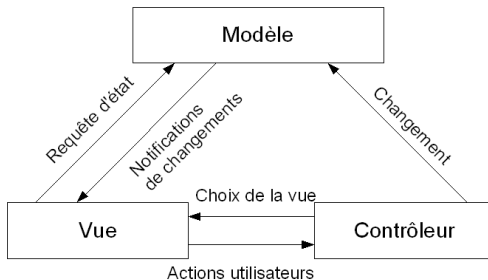 Modèle
Requête d'état
Notifications
de changements
Changement
Choix de la vue
Vue
Contrôleur
Actions utilisateurs